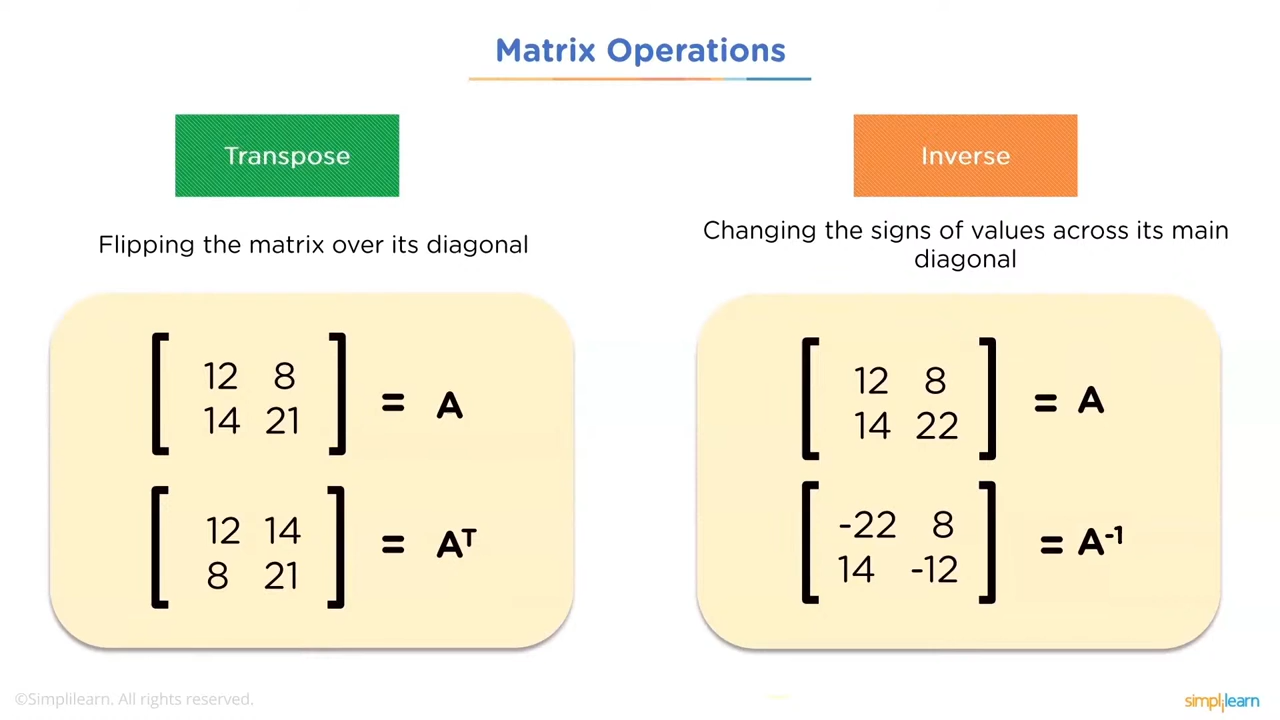 Matrix Operations
Transpose
Flipping the matrix over its diagonal
12 8
14 21
= A
12 14
8 21
= Aᵀ
Inverse
Changing the signs of values across its main
diagonal
12 8
14 22
= A
-22 8
14 -12
= A⁻¹
©Simplilearn. All rights reserved.
simplilearn